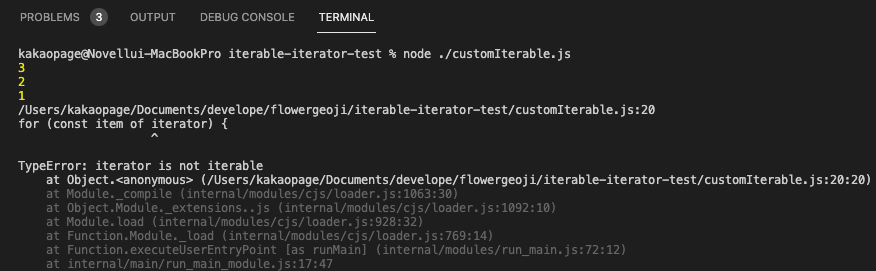 PROBLEMS 3 OUTPUT DEBUG CONSOLE TERMINAL
kakaopage@Novellui-MacBookPro iterable-iterator-test % node ./customIterable.js
3
2
1
/Users/kakaopage/Documents/develope/flowergeoji/iterable-iterator-test/customIterable.js:20
for (const item of iterator) {
^
TypeError: iterator is not iterable
at Object.<anonymous> (/Users/kakaopage/Documents/develope/flowergeoji/iterable-iterator-test/customIterable.js:20:20)
at Module._compile (internal/modules/cjs/loader.js:1063:30)
at Object.Module._extensions..js (internal/modules/cjs/loader.js:1092:10)
at Module.load (internal/modules/cjs/loader.js:928:32)
at Function.Module._load (internal/modules/cjs/loader.js:769:14)
at Function.executeUserEntryPoint [as runMain] (internal/modules/run_main.js:72:12)
at internal/main/run_main_module.js:17:47